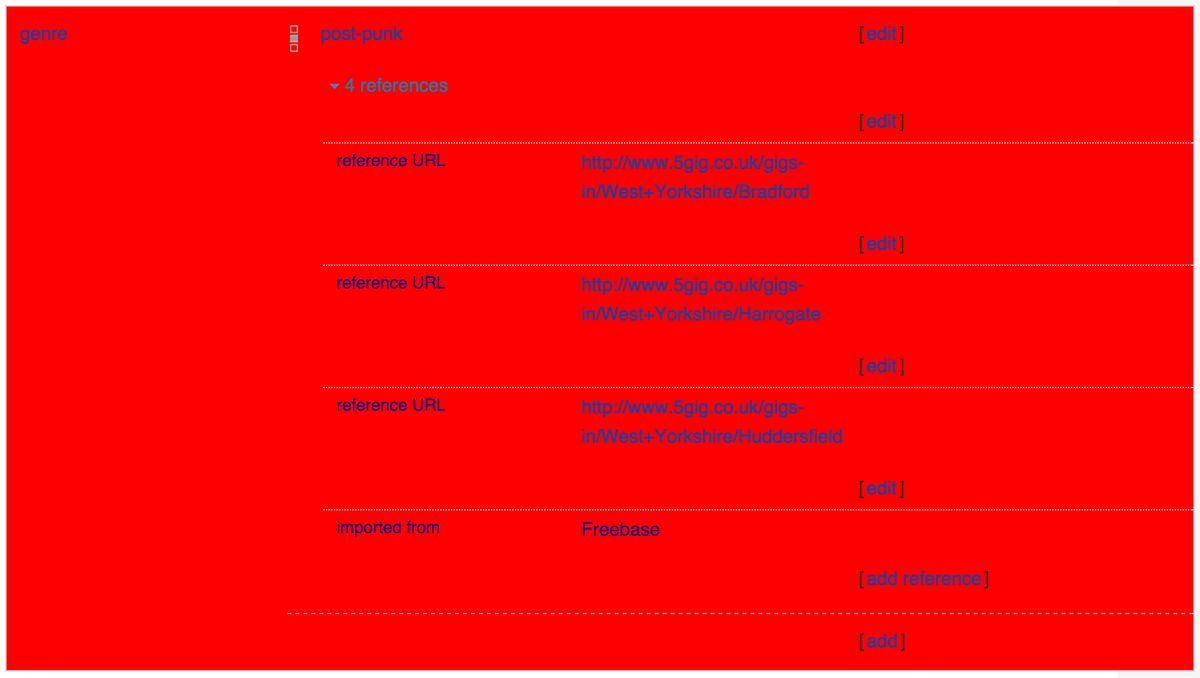 genre post-punk [ edit ]
4 references
[ edit ]
reference URL http://www.5gig.co.uk/gigs-
in/West+Yorkshire/Bradford
[ edit ]
reference URL http://www.5gig.co.uk/gigs-
in/West+Yorkshire/Harrogate
[ edit ]
reference URL http://www.5gig.co.uk/gigs-
in/West+Yorkshire/Huddersfield
[ edit ]
imported from Freebase
[ add reference ]
[ add ]